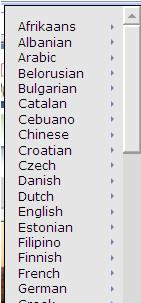 Afrikaans
Albanian
Arabic
Belorusian
Bulgarian
Catalan
Cebuano
Chinese
Croatian
Czech
Danish
Dutch
English
Estonian
Filipino
Finnish
French
German